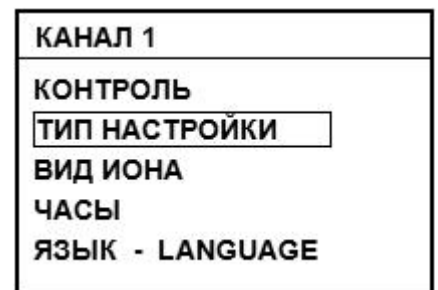 КАНАЛ 1
КОНТРОЛЬ
ТИП НАСТРОЙКИ
ВИД ИОНА
ЧАСЫ
ЯЗЫК - LANGUAGE